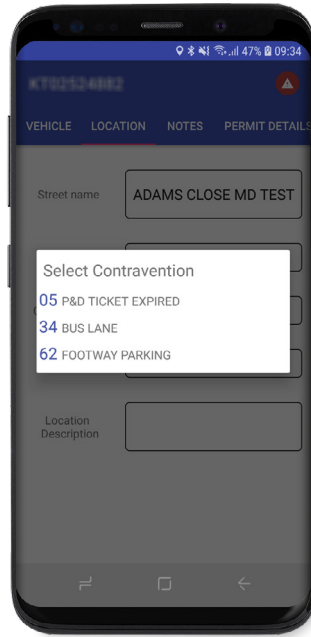 47% 09:34
VEHICLE LOCATION NOTES PERMIT DETAILS
Street name
ADAMS CLOSE MD TEST
Select Contravention
05 P&D TICKET EXPIRED
34 BUS LANE
62 FOOTWAY PARKING
Location
Description